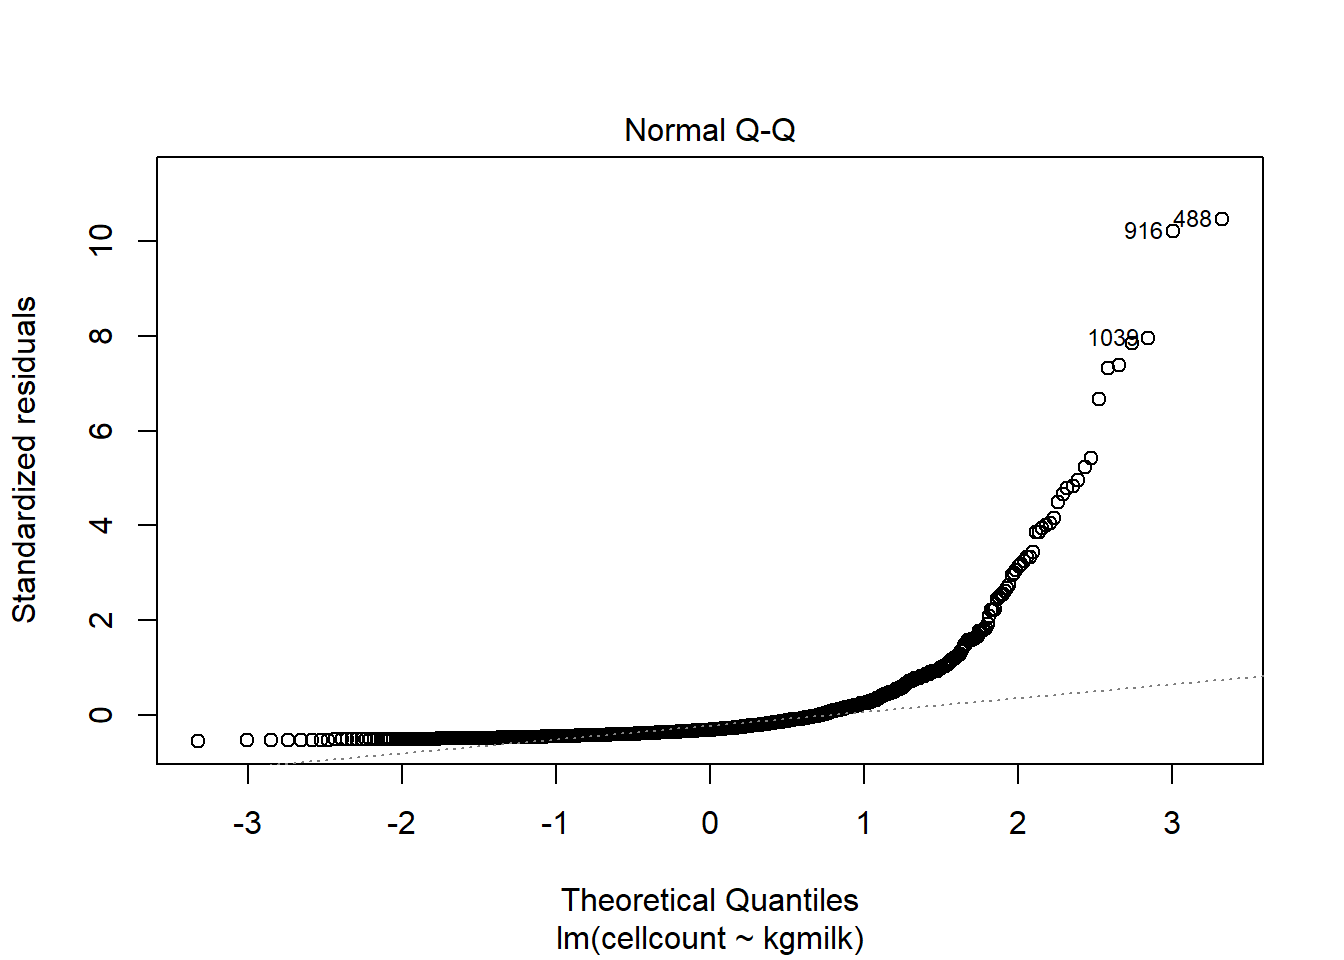 Normal Q-Q
Standardized residuals
10
8
6
4
2
0
488
916
1039
-3 -2 -1 0 1 2 3
Theoretical Quantiles
lm(cellcount ~ kgmilk)